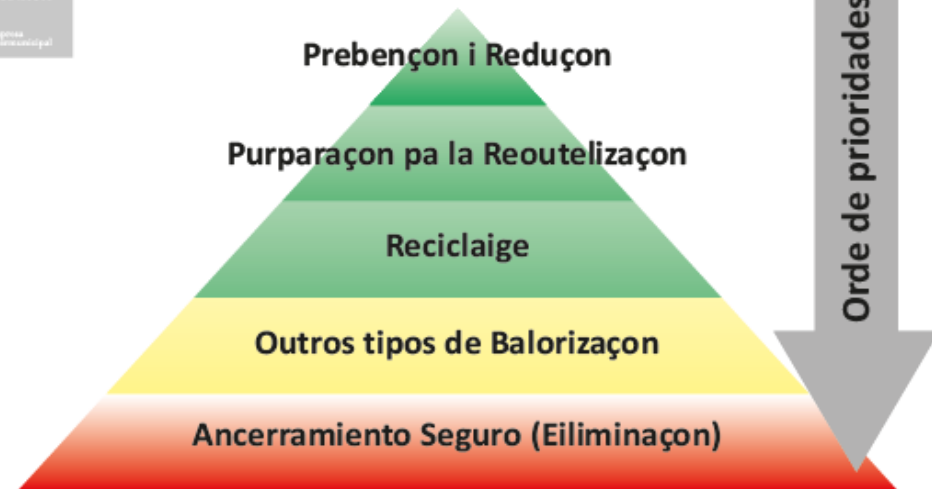 Prebençon i Reduçon
Purparaçon pa la Reoutelizaçon
Reciclaige
Outros tipos de Balorizaçon
Ancerramiento Seguro (Eiliminaçon)
Orde de prioridades